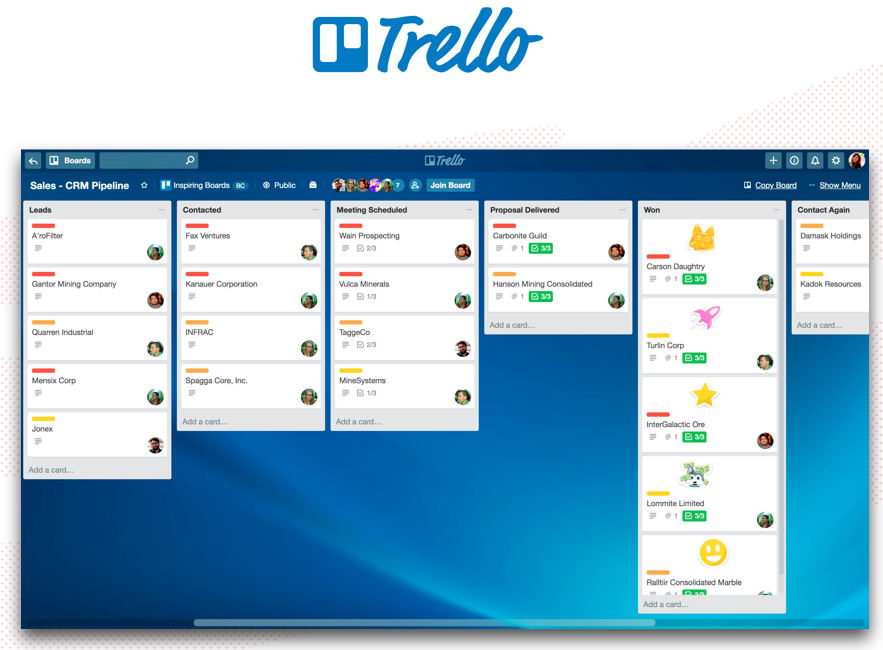 Trello
Boards
Trello
Sales - CRM Pipeline
Inspiring Boards BC
Public
7
Join Board
Copy Board
··· Show Menu
Leads ···
A'roFilter
Gantor Mining Company
Quarren Industrial
Mensix Corp
Jonex
Add a card...
Contacted ···
Fax Ventures
Kanauer Corporation
INFRAC
Spagga Core, Inc.
Add a card...
Meeting Scheduled ···
Wain Prospecting
2/3
Vulca Minerals
1/3
TaggeCo
2/3
MineSystems
1/3
Add a card...
Proposal Delivered ···
Carbonite Guild
1 3/3
Hanson Mining Consolidated
1 3/3
Add a card...
Won ···
Carson Daughtry
1 3/3
Turlin Corp
1 3/3
InterGalactic Ore
1 3/3
Lommite Limited
1 3/3
Ralltiir Consolidated Marble
1 3/3
Add a card...
Contact Again
Damask Holdings
Kadok Resources
Add a card...